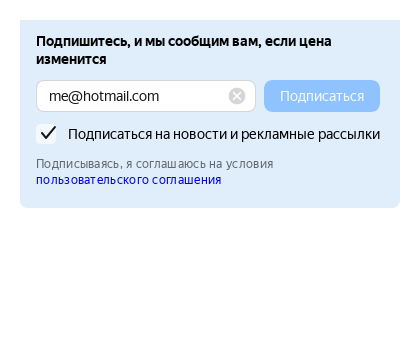 Подпишитесь, и мы сообщим вам, если цена
изменится
me@hotmail.com
Подписаться
Подписаться на новости и рекламные рассылки
Подписываясь, я соглашаюсь на условия
пользовательского соглашения